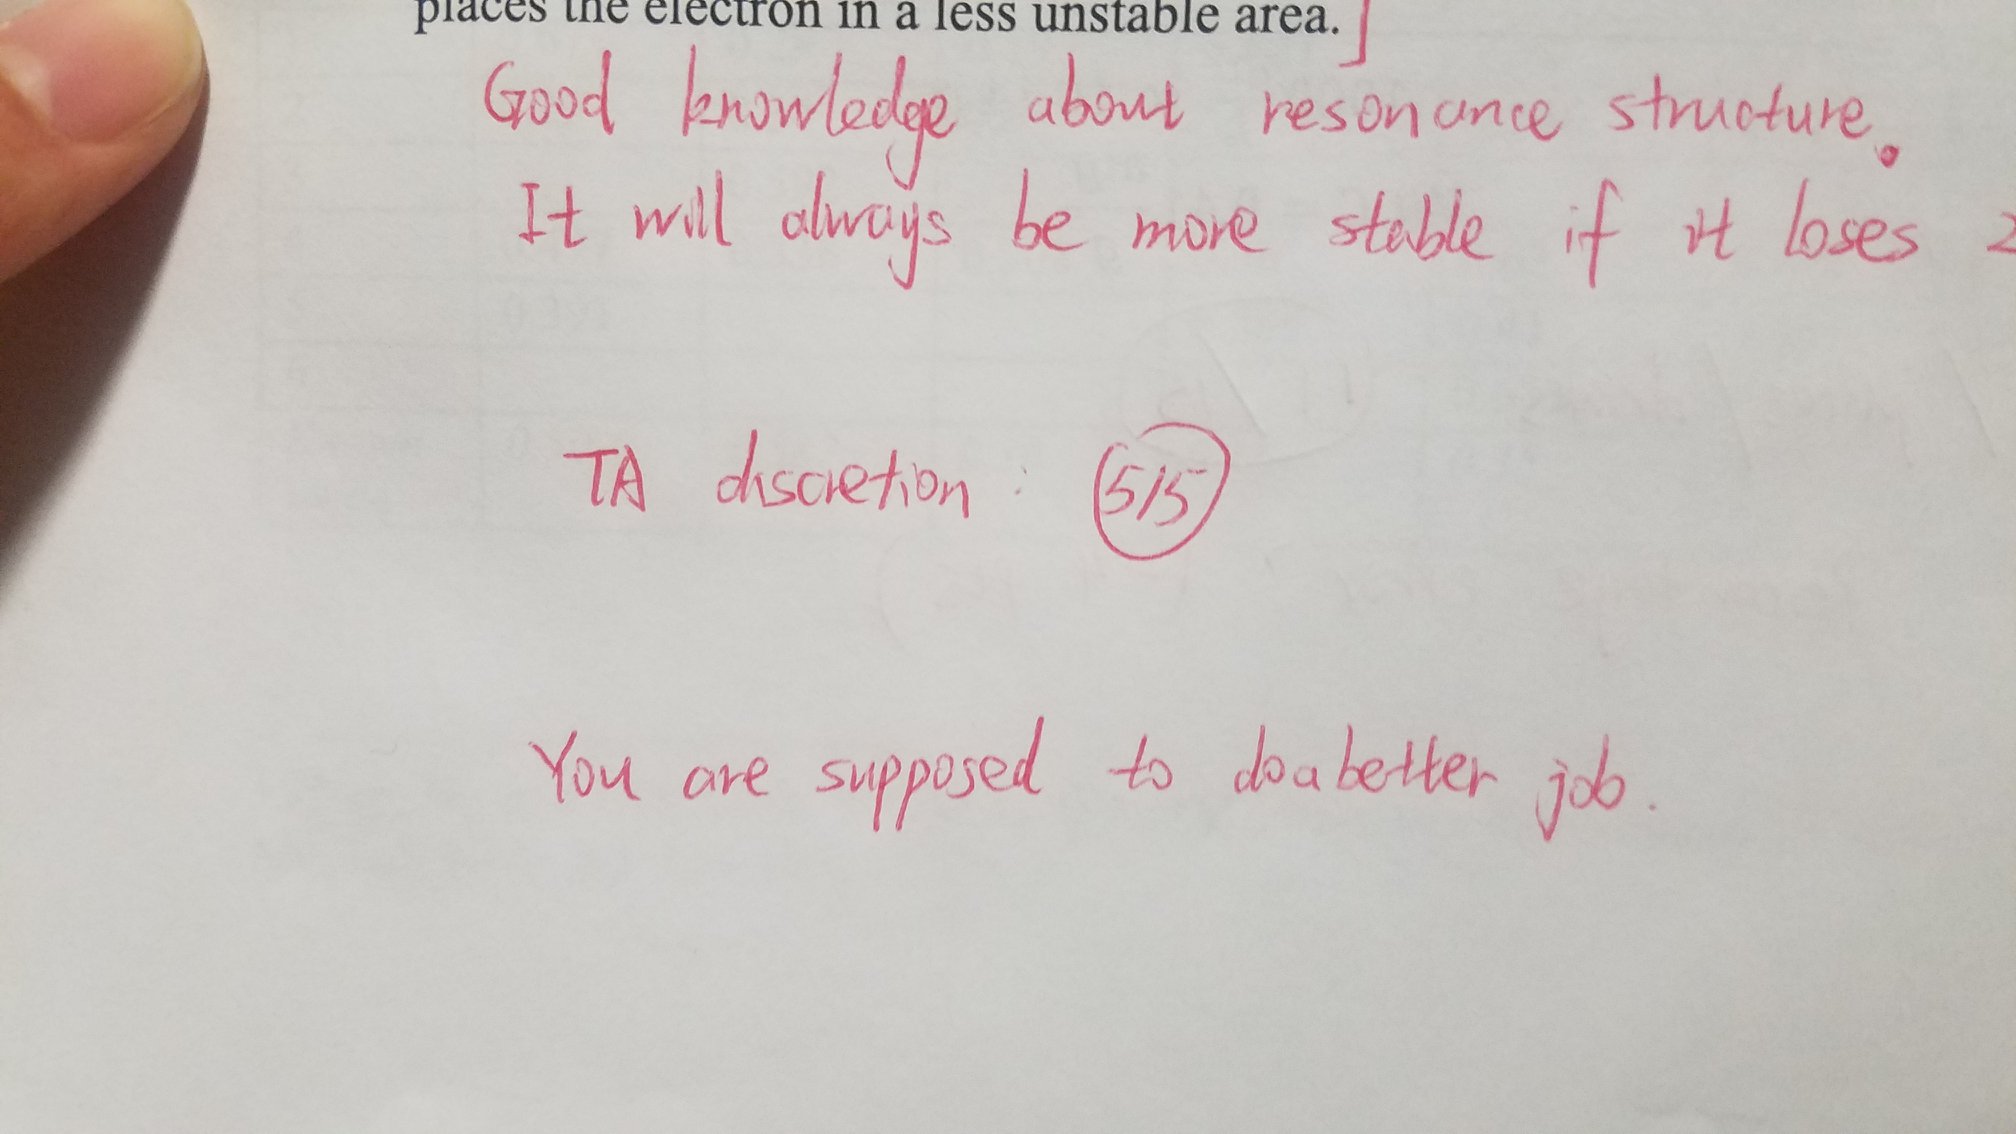 places the electron in a less unstable area.]
Good knowledge about resonance structure.
It will always be more stable if it loses 2
TA discretion : 5/5
You are supposed to do a better job.